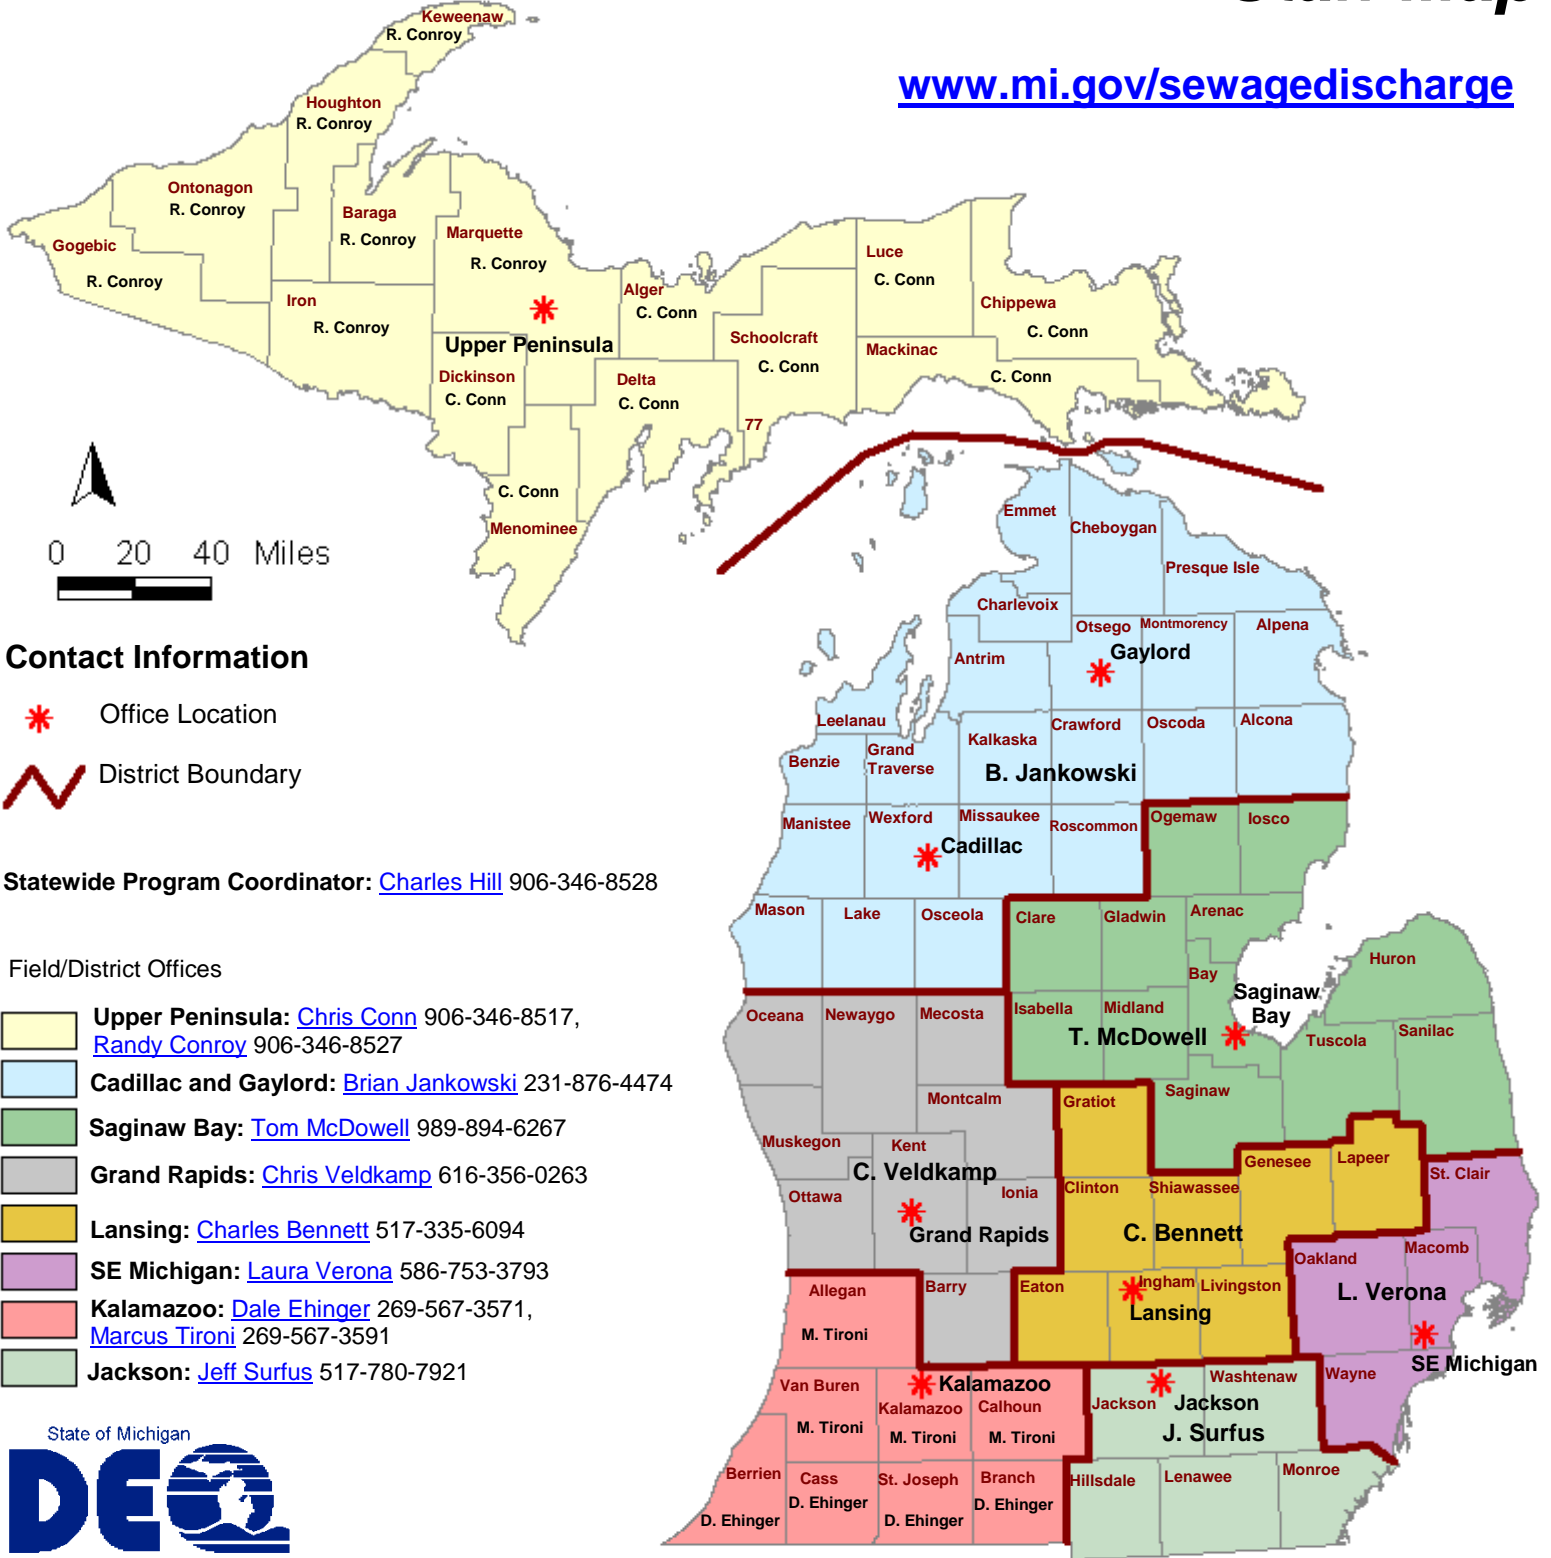 www.mi.gov/sewagedischarge
Keweenaw
R. Conroy
Houghton
R. Conroy
Ontonagon
R. Conroy
Baraga
R. Conroy
Gogebic
R. Conroy
Marquette
R. Conroy
Iron
R. Conroy
Upper Peninsula
Alger
C. Conn
Luce
C. Conn
Chippewa
C. Conn
Schoolcraft
C. Conn
Mackinac
C. Conn
Dickinson
C. Conn
Delta
C. Conn
77
C. Conn
Menominee
0 20 40 Miles
Contact Information
Office Location
District Boundary
Statewide Program Coordinator: Charles Hill 906-346-8528
Field/District Offices
Upper Peninsula: Chris Conn 906-346-8517,
Randy Conroy 906-346-8527
Cadillac and Gaylord: Brian Jankowski 231-876-4474
Saginaw Bay: Tom McDowell 989-894-6267
Grand Rapids: Chris Veldkamp 616-356-0263
Lansing: Charles Bennett 517-335-6094
SE Michigan: Laura Verona 586-753-3793
Kalamazoo: Dale Ehinger 269-567-3571,
Marcus Tironi 269-567-3591
Jackson: Jeff Surfus 517-780-7921
State of Michigan
DEQ
Emmet
Cheboygan
Presque Isle
Charlevoix
Otsego
Montmorency
Alpena
Gaylord
Antrim
Leelanau
Kalkaska
Crawford
Oscoda
Alcona
Benzie
Grand
Traverse
B. Jankowski
Manistee
Wexford
Missaukee
Roscommon
Cadillac
Ogemaw
Iosco
Mason
Lake
Osceola
Clare
Gladwin
Arenac
Bay
Huron
Saginaw
Bay
Isabella
Midland
T. McDowell
Tuscola
Sanilac
Saginaw
Oceana
Newaygo
Mecosta
Montcalm
Muskegon
Kent
C. Veldkamp
Ottawa
Ionia
Grand Rapids
Barry
Gratiot
Clinton
Shiawassee
Genesee
Lapeer
C. Bennett
Eaton
Ingham
Livingston
Lansing
St. Clair
Oakland
Macomb
L. Verona
SE Michigan
Wayne
Allegan
M. Tironi
Van Buren
M. Tironi
Kalamazoo
Kalamazoo
M. Tironi
Calhoun
M. Tironi
Berrien
D. Ehinger
Cass
D. Ehinger
St. Joseph
D. Ehinger
Branch
D. Ehinger
Jackson
Washtenaw
Jackson
J. Surfus
Hillsdale
Lenawee
Monroe